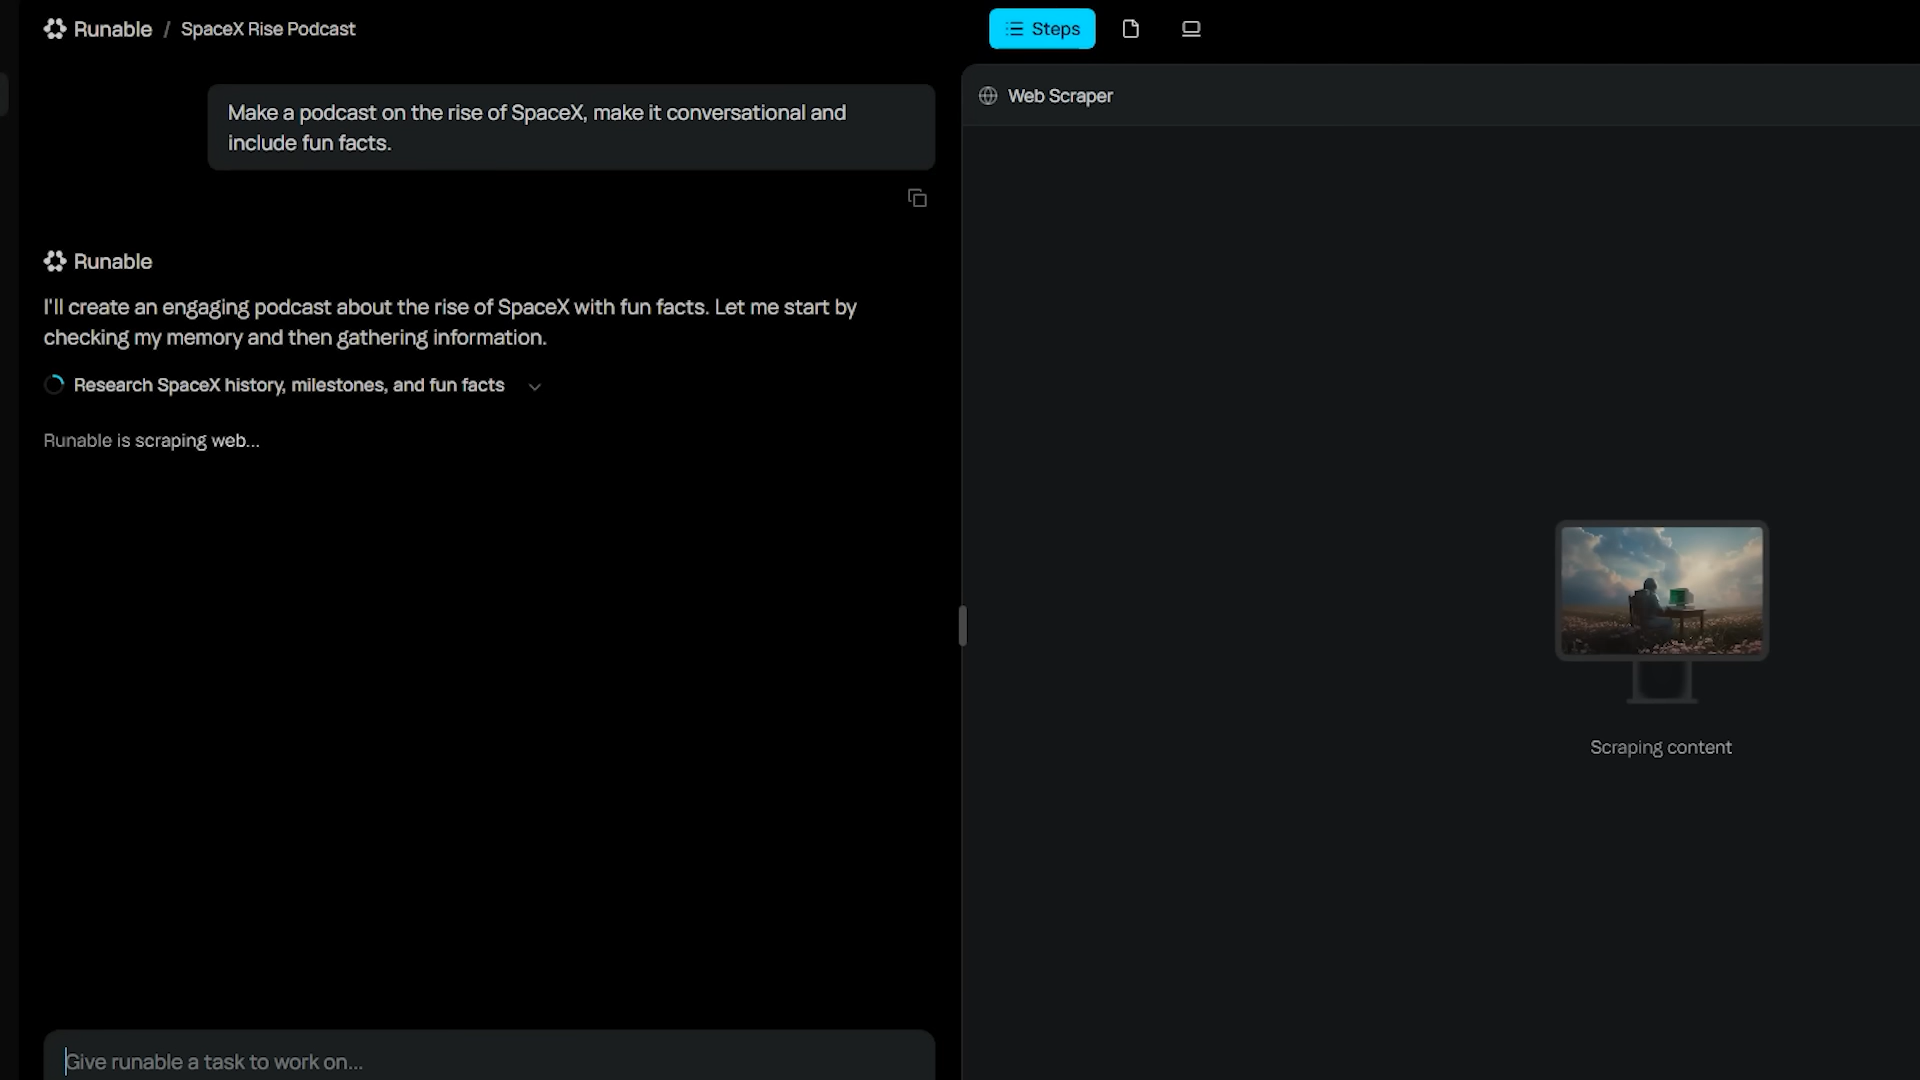 Runable / SpaceX Rise Podcast
Steps
Make a podcast on the rise of SpaceX, make it conversational and
include fun facts.
Runable
I'll create an engaging podcast about the rise of SpaceX with fun facts. Let me start by
checking my memory and then gathering information.
Research SpaceX history, milestones, and fun facts
Runable is scraping web...
Give runable a task to work on...
Web Scraper
Scraping content